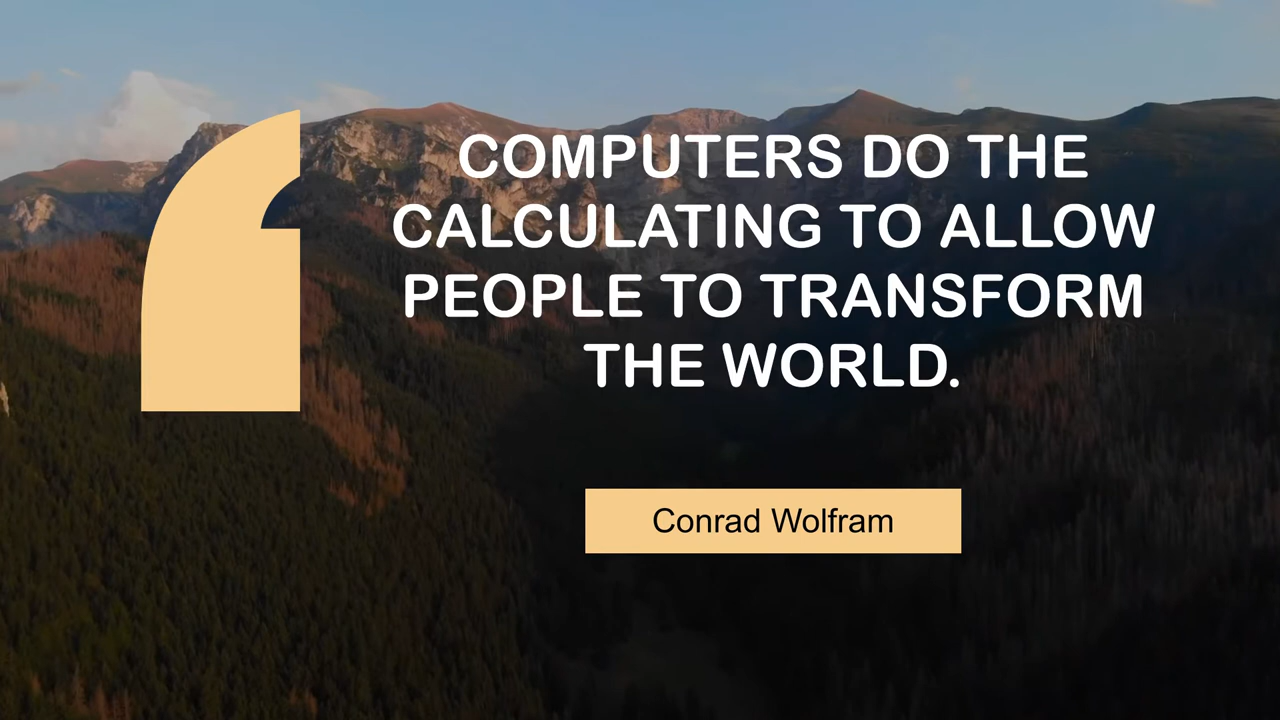 COMPUTERS DO THE
CALCULATING TO ALLOW
PEOPLE TO TRANSFORM
THE WORLD.
Conrad Wolfram